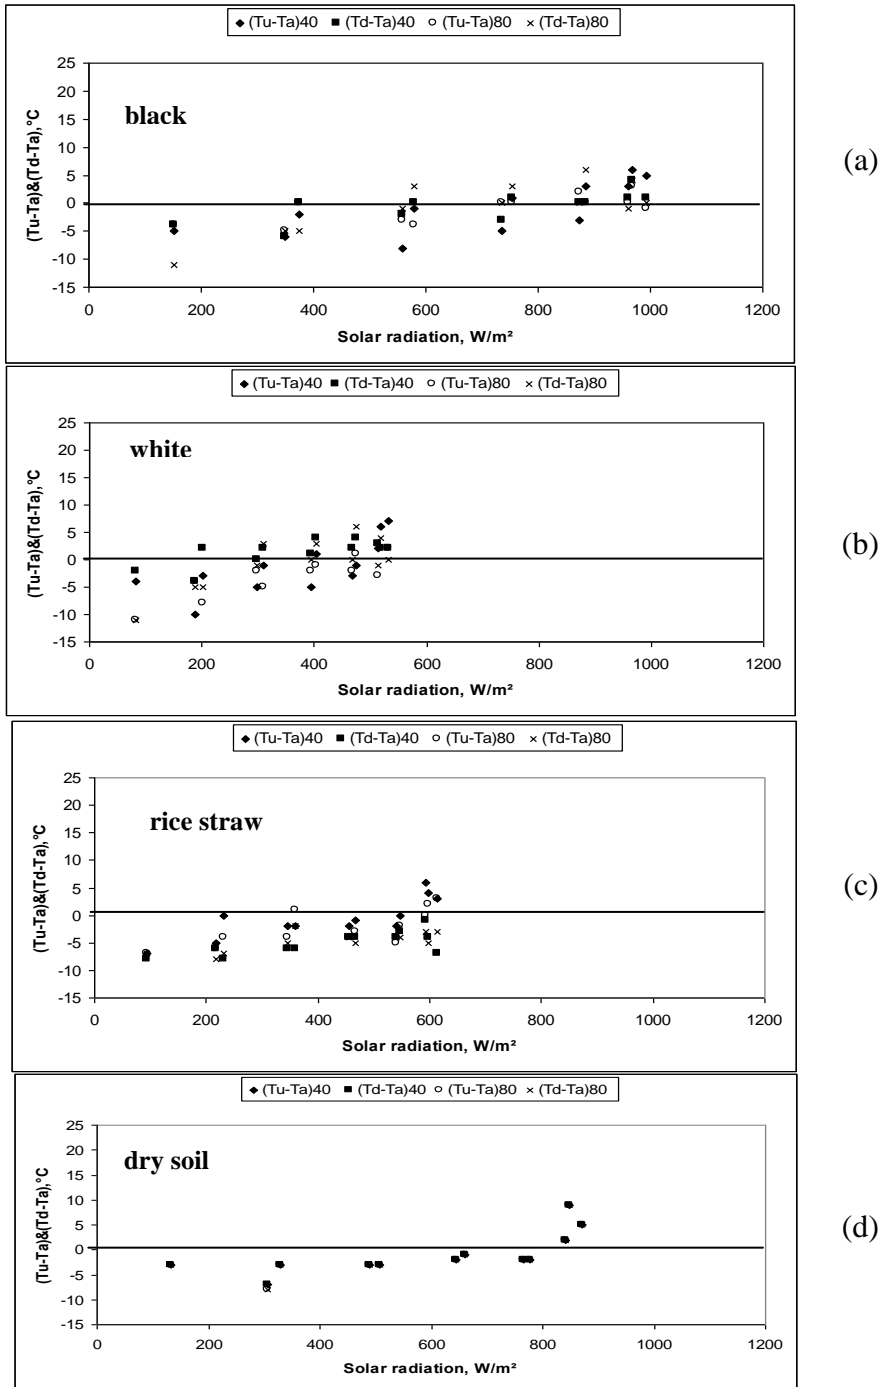 ◆(Tu-Ta)40 ■(Td-Ta)40 ○(Tu-Ta)80 ×(Td-Ta)80
25
20
15
10
5
0
-5
-10
-15
(Tu-Ta)&(Td-Ta),°C
black
(a)
0 200 400 600 800 1000 1200
Solar radiation, W/m²
◆(Tu-Ta)40 ■(Td-Ta)40 ○(Tu-Ta)80 ×(Td-Ta)80
25
20
15
10
5
0
-5
-10
-15
(Tu-Ta)&(Td-Ta),°C
white
(b)
0 200 400 600 800 1000 1200
Solar radiation, W/m²
◆(Tu-Ta)40 ■(Td-Ta)40 ○(Tu-Ta)80 ×(Td-Ta)80
25
20
15
10
5
0
-5
-10
-15
(Tu-Ta)&(Td-Ta),°C
rice straw
(c)
0 200 400 600 800 1000 1200
Solar radiation, W/m²
◆(Tu-Ta)40 ■(Td-Ta)40 ○(Tu-Ta)80 ×(Td-Ta)80
25
20
15
10
5
0
-5
-10
-15
(Tu-Ta)&(Td-Ta),°C
dry soil
(d)
0 200 400 600 800 1000 1200
Solar radiation, W/m²